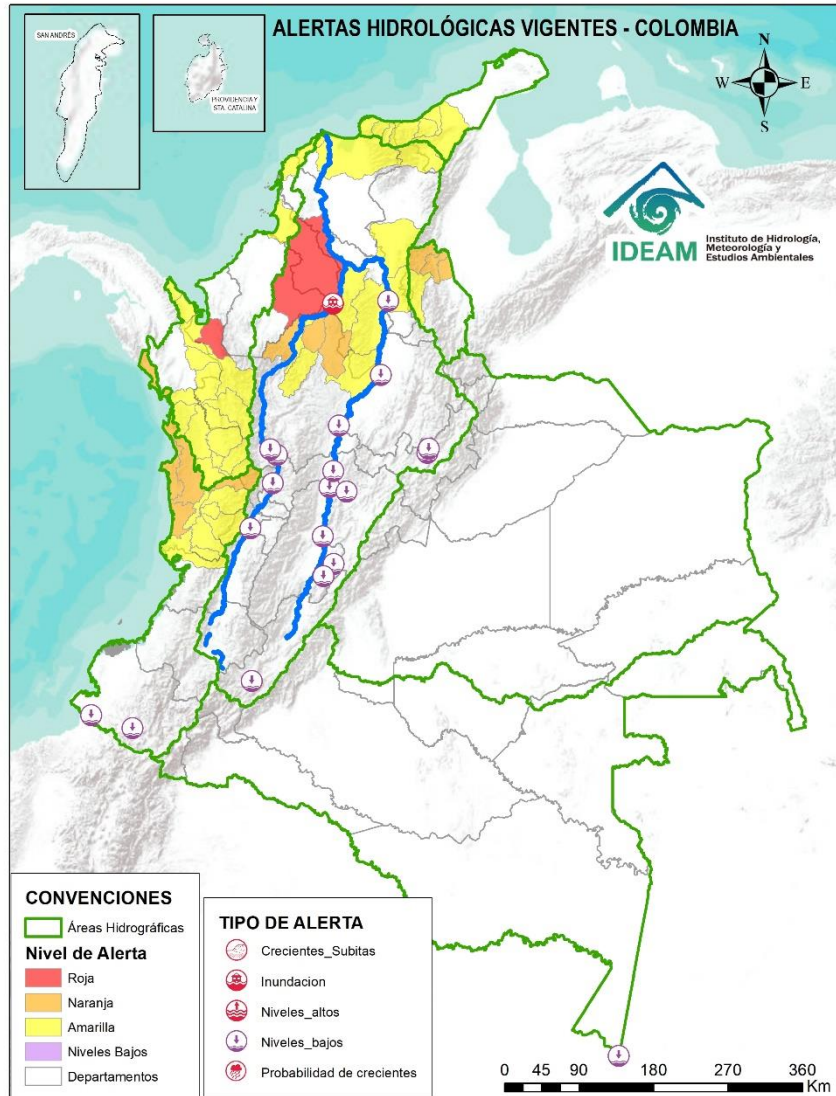 ALERTAS HIDROLÓGICAS VIGENTES - COLOMBIA
SAN ANDRÉS
PROVIDENCIA Y
STA. CATALINA
N
W
E
S
IDEAM
Instituto de Hidrología,
Meteorología y
Estudios Ambientales
CONVENCIONES
Áreas Hidrográficas
Nivel de Alerta
Roja
Naranja
Amarilla
Niveles Bajos
Departamentos
TIPO DE ALERTA
Crecientes_Subitas
Inundacion
Niveles_altos
Niveles_bajos
Probabilidad de crecientes
0 45 90 180 270 360
Km